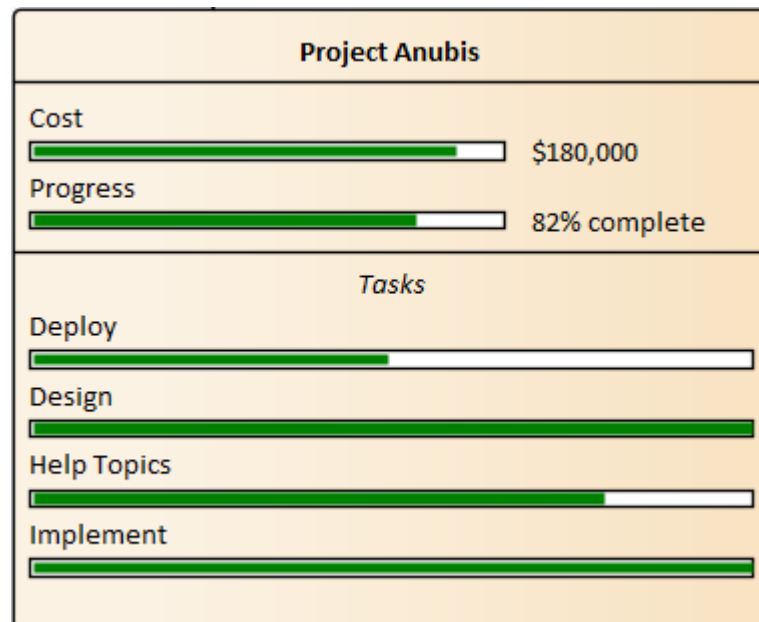 Project Anubis
Cost
$180,000
Progress
82% complete
Tasks
Deploy
Design
Help Topics
Implement